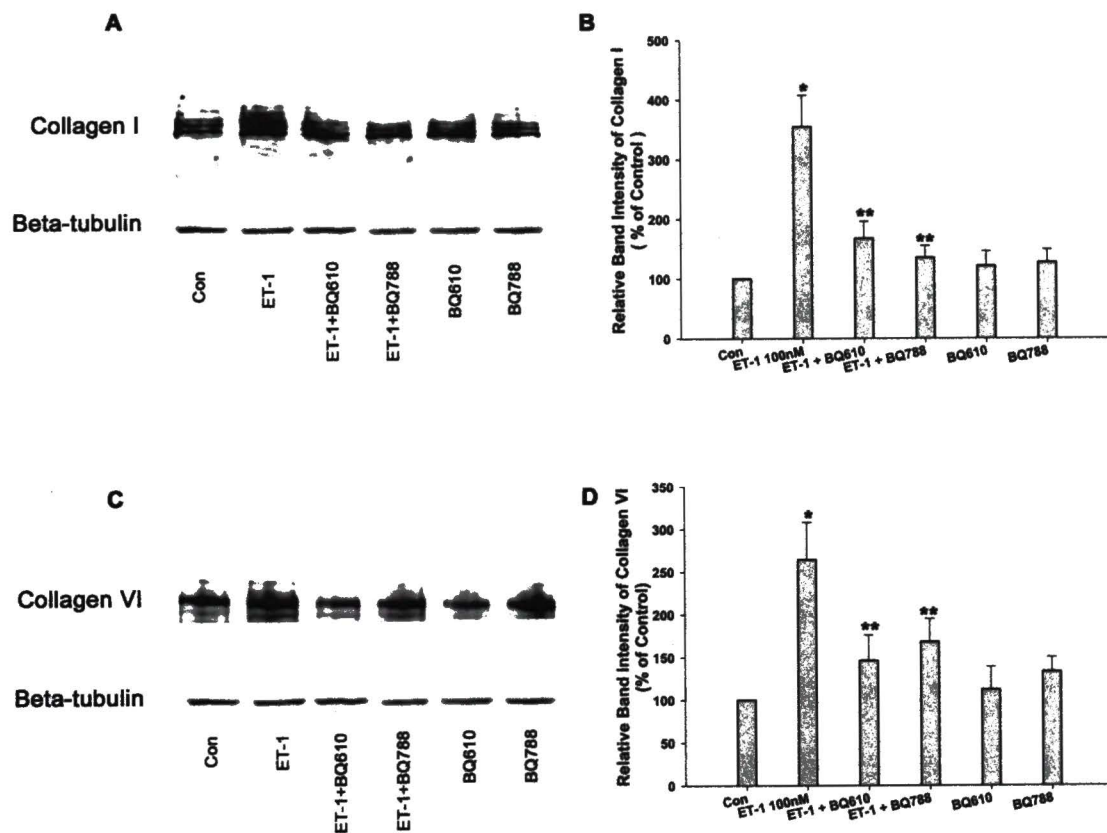 A
Collagen I
Beta-tubulin
Con
ET-1
ET-1+BQ610
ET-1+BQ788
BQ610
BQ788
B
Relative Band Intensity of Collagen I
( % of Control)
500
400
300
200
100
0
*
**
**
Con
ET-1 100nM
ET-1 + BQ610
ET-1 + BQ788
BQ610
BQ788
C
Collagen VI
Beta-tubulin
Con
ET-1
ET-1+BQ610
ET-1+BQ788
BQ610
BQ788
D
Relative Band Intensity of Collagen VI
(% of Control)
350
300
250
200
150
100
50
0
*
**
**
Con
ET-1 100nM
ET-1 + BQ610
ET-1 + BQ788
BQ610
BQ788